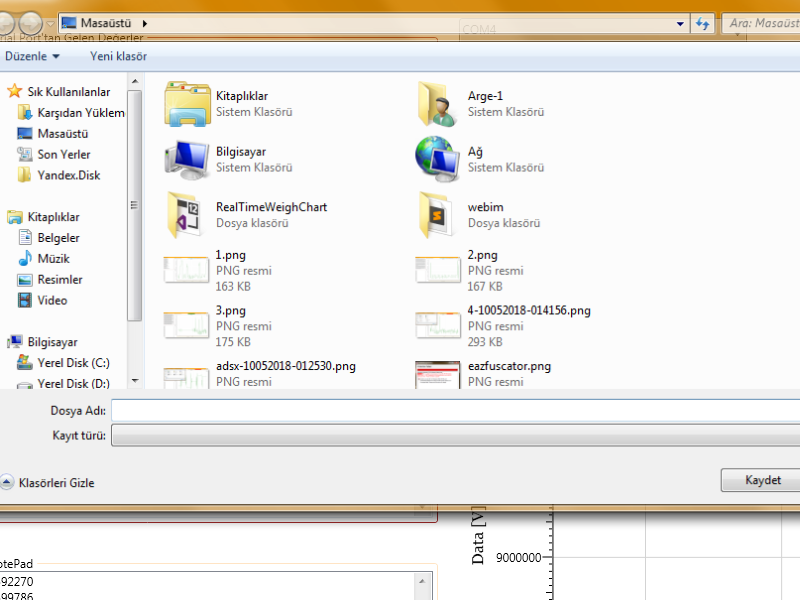 Masaüstü
Ara: Masaüst
COM4
Port'tan Gelen Değerler
Düzenle
Yeni klasör
Sık Kullanılanlar
Karşıdan Yüklem
Masaüstü
Son Yerler
Yandex.Disk
Kitaplıklar
Belgeler
Müzik
Resimler
Video
Bilgisayar
Yerel Disk (C:)
Yerel Disk (D:)
Kitaplıklar
Sistem Klasörü
Arge-1
Sistem Klasörü
Bilgisayar
Sistem Klasörü
Ağ
Sistem Klasörü
RealTimeWeighChart
Dosya klasörü
webim
Dosya klasörü
1.png
PNG resmi
163 KB
2.png
PNG resmi
167 KB
3.png
PNG resmi
175 KB
4-10052018-014156.png
PNG resmi
293 KB
adsx-10052018-012530.png
PNG resmi
eazfuscator.png
PNG resmi
Dosya Adı:
Kayıt türü:
Klasörleri Gizle
Kaydet
Data [V]
9000000
otePad
92270
99786